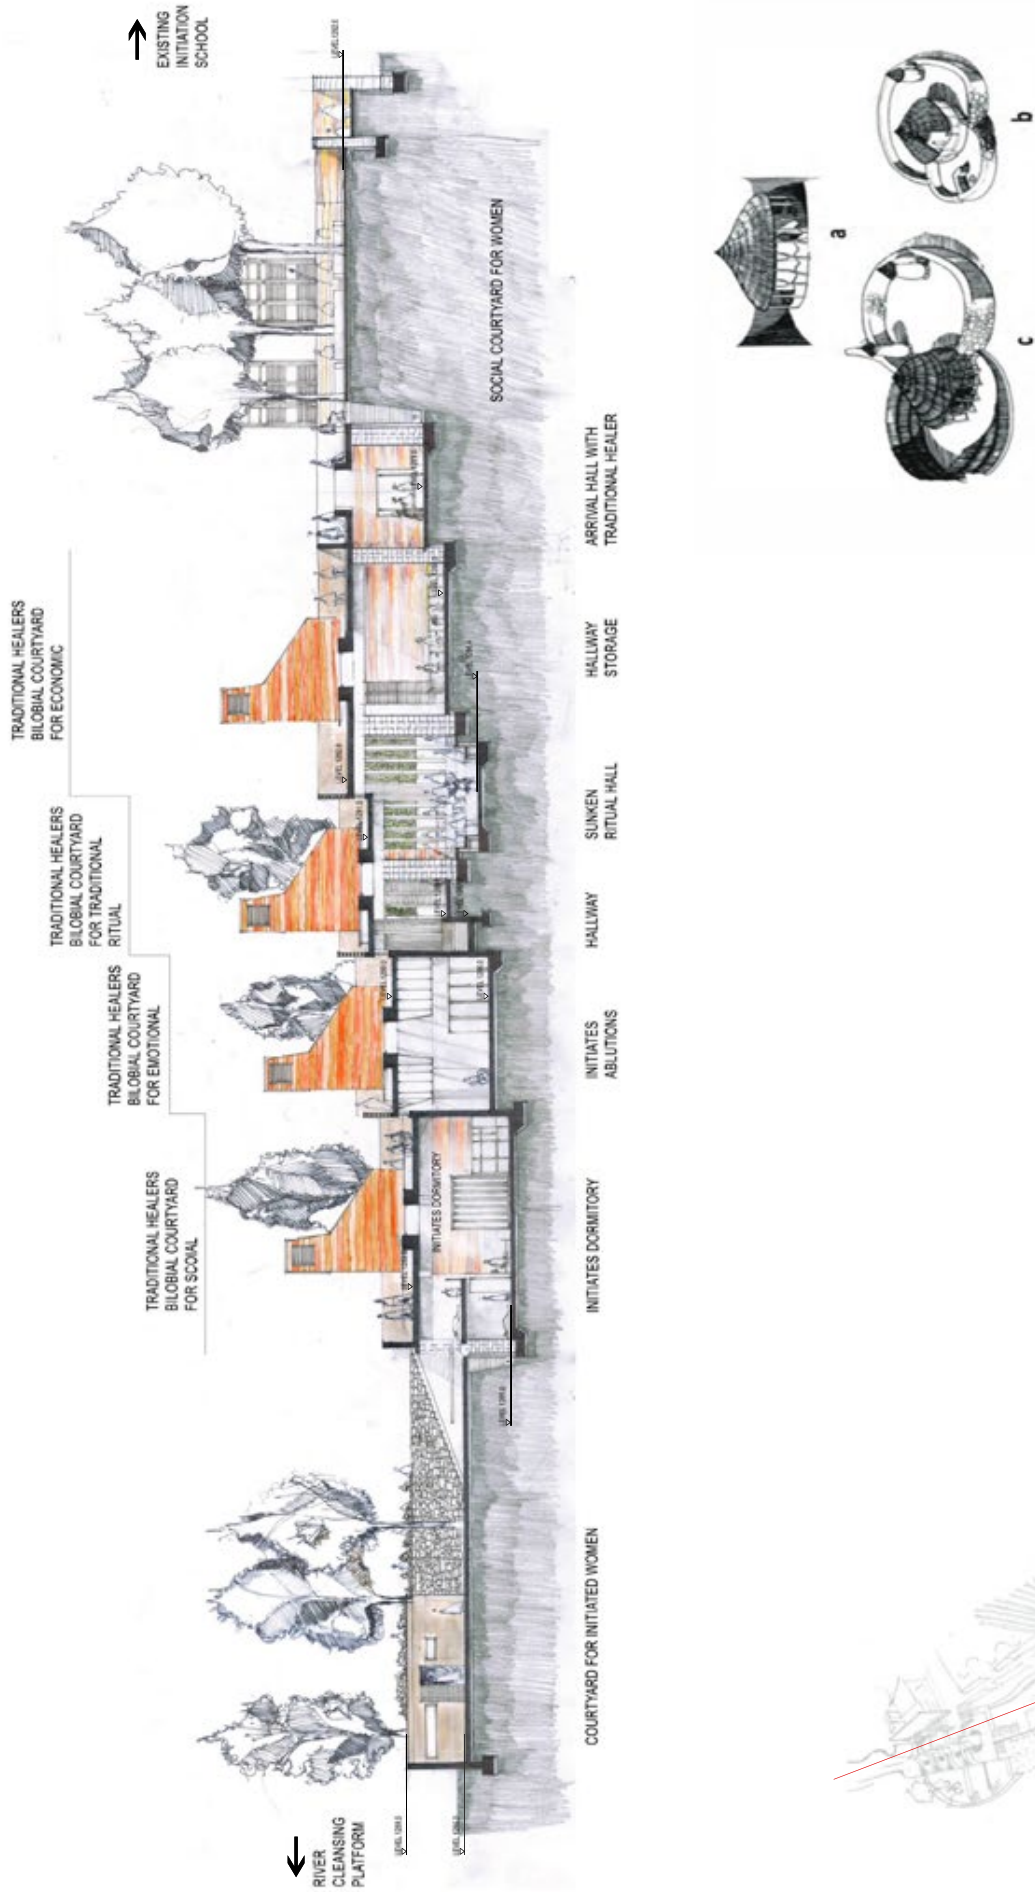 EXISTING
INITIATION
SCHOOL
TRADITIONAL HEALERS
BILOBIAL COURTYARD
FOR ECONOMIC
TRADITIONAL HEALERS
BILOBIAL COURTYARD
FOR TRADITIONAL
RITUAL
TRADITIONAL HEALERS
BILOBIAL COURTYARD
FOR EMOTIONAL
TRADITIONAL HEALERS
BILOBIAL COURTYARD
FOR SCOIAL
RIVER
CLEANSING
PLATFORM
INITIATES DORMITORY
COURTYARD FOR INITIATED WOMEN
INITIATES DORMITORY
INITIATES
ABLUTIONS
HALLWAY
SUNKEN
RITUAL HALL
HALLWAY
STORAGE
ARRIVAL HALL WITH
TRADITIONAL HEALER
SOCIAL COURTYARD FOR WOMEN
a
b
c